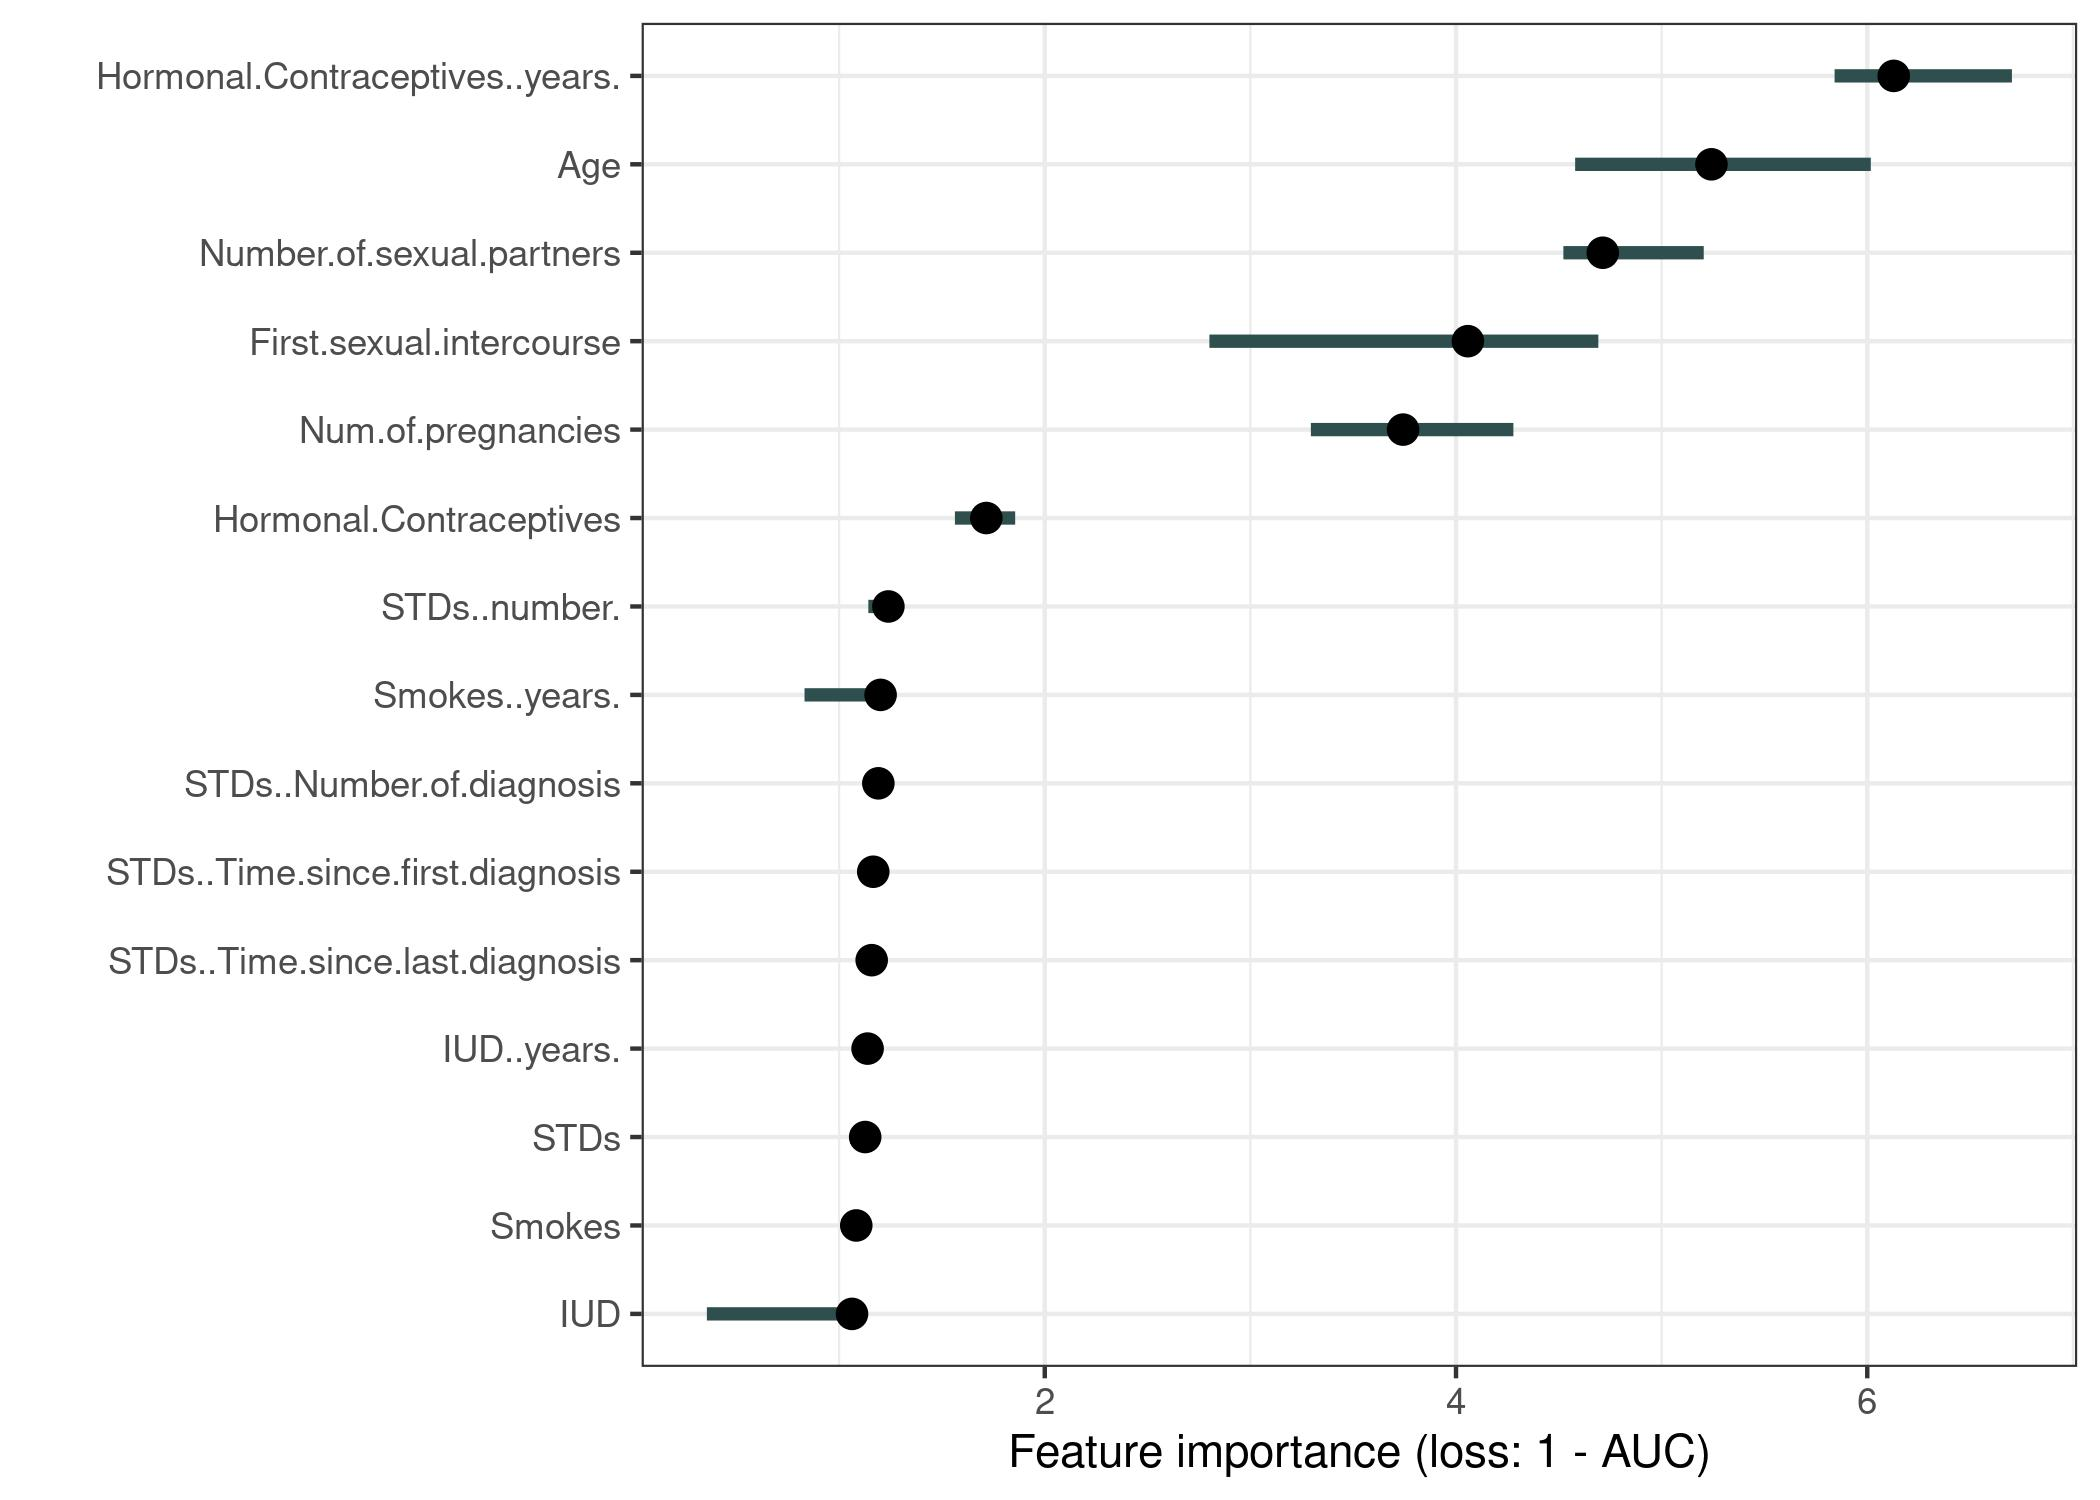 Hormonal.Contraceptives..years.
Age
Number.of.sexual.partners
First.sexual.intercourse
Num.of.pregnancies
Hormonal.Contraceptives
STDs..number.
Smokes..years.
STDs..Number.of.diagnosis
STDs..Time.since.first.diagnosis
STDs..Time.since.last.diagnosis
IUD..years.
STDs
Smokes
IUD
2 4 6
Feature importance (loss: 1 - AUC)